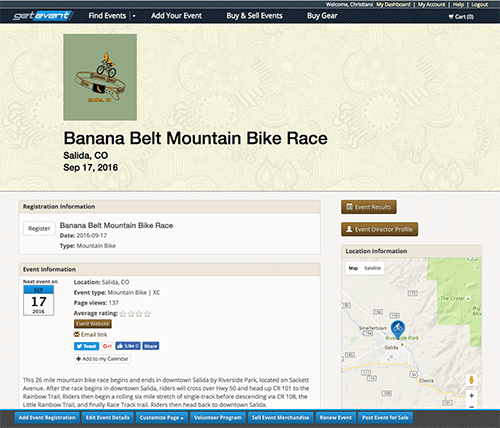 Welcome, Christianz My Dashboard | My Account | Help | Logout
getevent Find Events Add Your Event Buy & Sell Events Buy Gear Cart (0)
SALIDA, CO
Banana Belt Mountain Bike Race
Salida, CO
Sep 17, 2016
Registration Information
Register
Banana Belt Mountain Bike Race
Date: 2016-09-17
Type: Mountain Bike
Event Results
Event Director Profile
Event Information
Next event on
SEP
17
2016
Location: Salida, CO
Event type: Mountain Bike | XC
Page views: 137
Average rating:
Event Website
Email link
Tweet G+1 Like 0 Share
+ Add to my Calendar
Location Information
Map Satellite
The Crater
Big
Smeltertown
Riverside Park
Salida
Cleora
This 26 mile mountain bike race begins and ends in downtown Salida by Riverside Park, located on Sackett
Avenue. After the race begins in downtown Salida, riders will cross over Hwy 50 and head up CR 101 to the
Rainbow Trail. Riders then begin a rolling six mile stretch of single-track before descending via CR 108, the
Little Rainbow Trail, and finally Race Track trail. Riders then head back to downtown Salida.
Add Event Registration Edit Event Details Customize Page Volunteer Program Sell Event Merchandise Renew Event Post Event for Sale